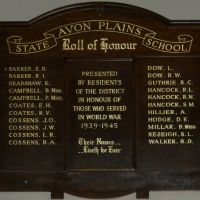 AVON PLAINS
STATE SCHOOL
Roll of Honour
BARKER, E.B.
BARKER, R.I.
BRADSHAW, K.
CAMPBELL, B. Miss
CAMPBELL, P. Miss
COATES, E.H.
COATES, R.V.
COSSENS, J.O.
COSSENS, J.W.
COSSENS, L.R.
COSSENS, R.A.
PRESENTED
BY RESIDENTS
OF THE DISTRICT
IN HONOUR OF
THOSE WHO SERVED
IN WORLD WAR
1939-1945
Their Names
Liveth for Ever
DOW, L.
DOW, B.W.
GUTHRIE, R.C.
HANCOCK, R.L.
HANCOCK, R.N.
HANCOCK, S.M.
HILLIER, A.
HODGE, D.E.
MILLAR, B. Miss
RESEIGH, S.L.
WALKER, R.D.